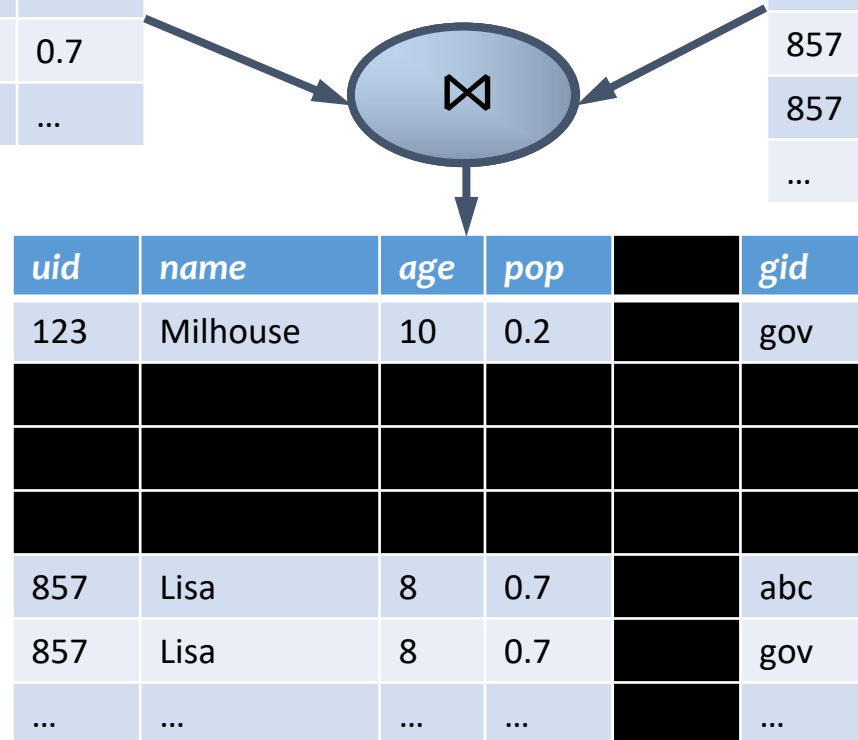 0.7
…
⋈
857
857
…
uid name age pop gid
123 Milhouse 10 0.2 gov
857 Lisa 8 0.7 abc
857 Lisa 8 0.7 gov
… … … … …